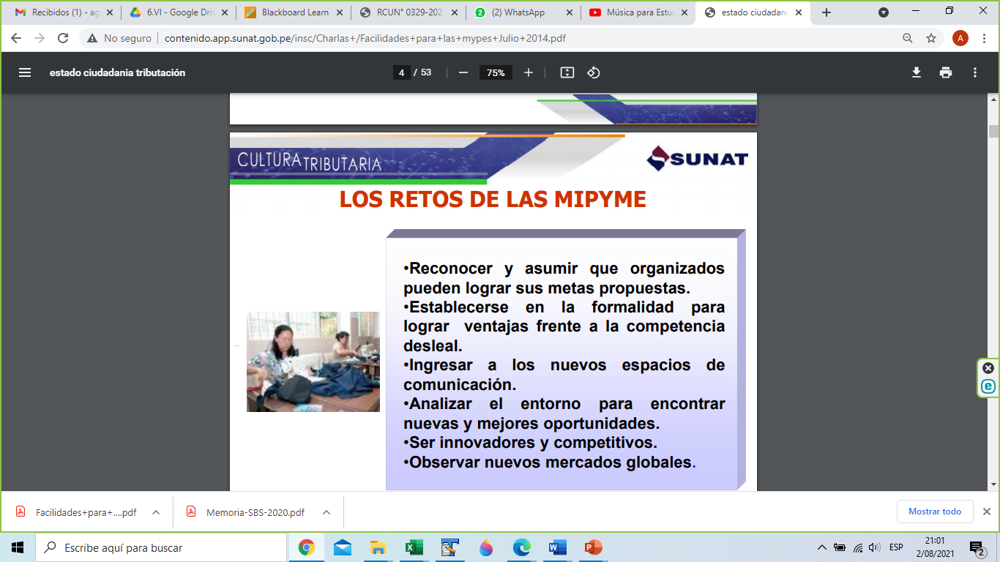 Recibidos (1) - ag
6.VI - Google Driv
Blackboard Learn
RCUN° 0329-2021
(2) WhatsApp
Música para Estud
estado ciudadani
No seguro
contenido.app.sunat.gob.pe/insc/Charlas+/Facilidades+para+las+mypes+Julio+2014.pdf
A
estado ciudadania tributación
4 / 53
75%
CULTURA TRIBUTARIA
SUNAT
LOS RETOS DE LAS MIPYME
•Reconocer y asumir que organizados
pueden lograr sus metas propuestas.
•Establecerse en la formalidad para
lograr ventajas frente a la competencia
desleal.
•Ingresar a los nuevos espacios de
comunicación.
•Analizar el entorno para encontrar
nuevas y mejores oportunidades.
•Ser innovadores y competitivos.
•Observar nuevos mercados globales.
Facilidades+para+....pdf
Memoria-SBS-2020.pdf
Mostrar todo
Escribe aquí para buscar
ESP
21:01
2/08/2021
2